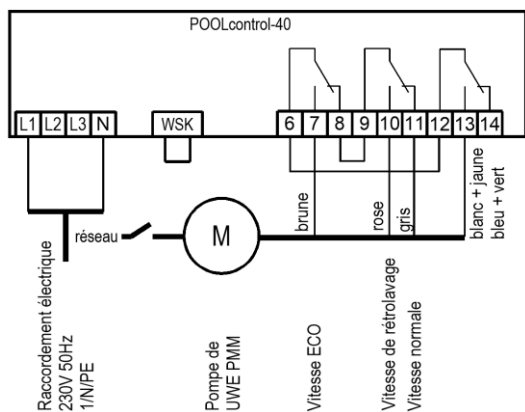 POOLcontrol-40
L1 L2 L3 N
WSK
6 7 8 9 10 11 12 13 14
brune
rose
gris
blanc + jaune
bleu + vert
réseau
M
Raccordement électrique
230V 50Hz
1/N/PE
Pompe de
UWE PMM
Vitesse ECO
Vitesse de rétrolavage
Vitesse normale